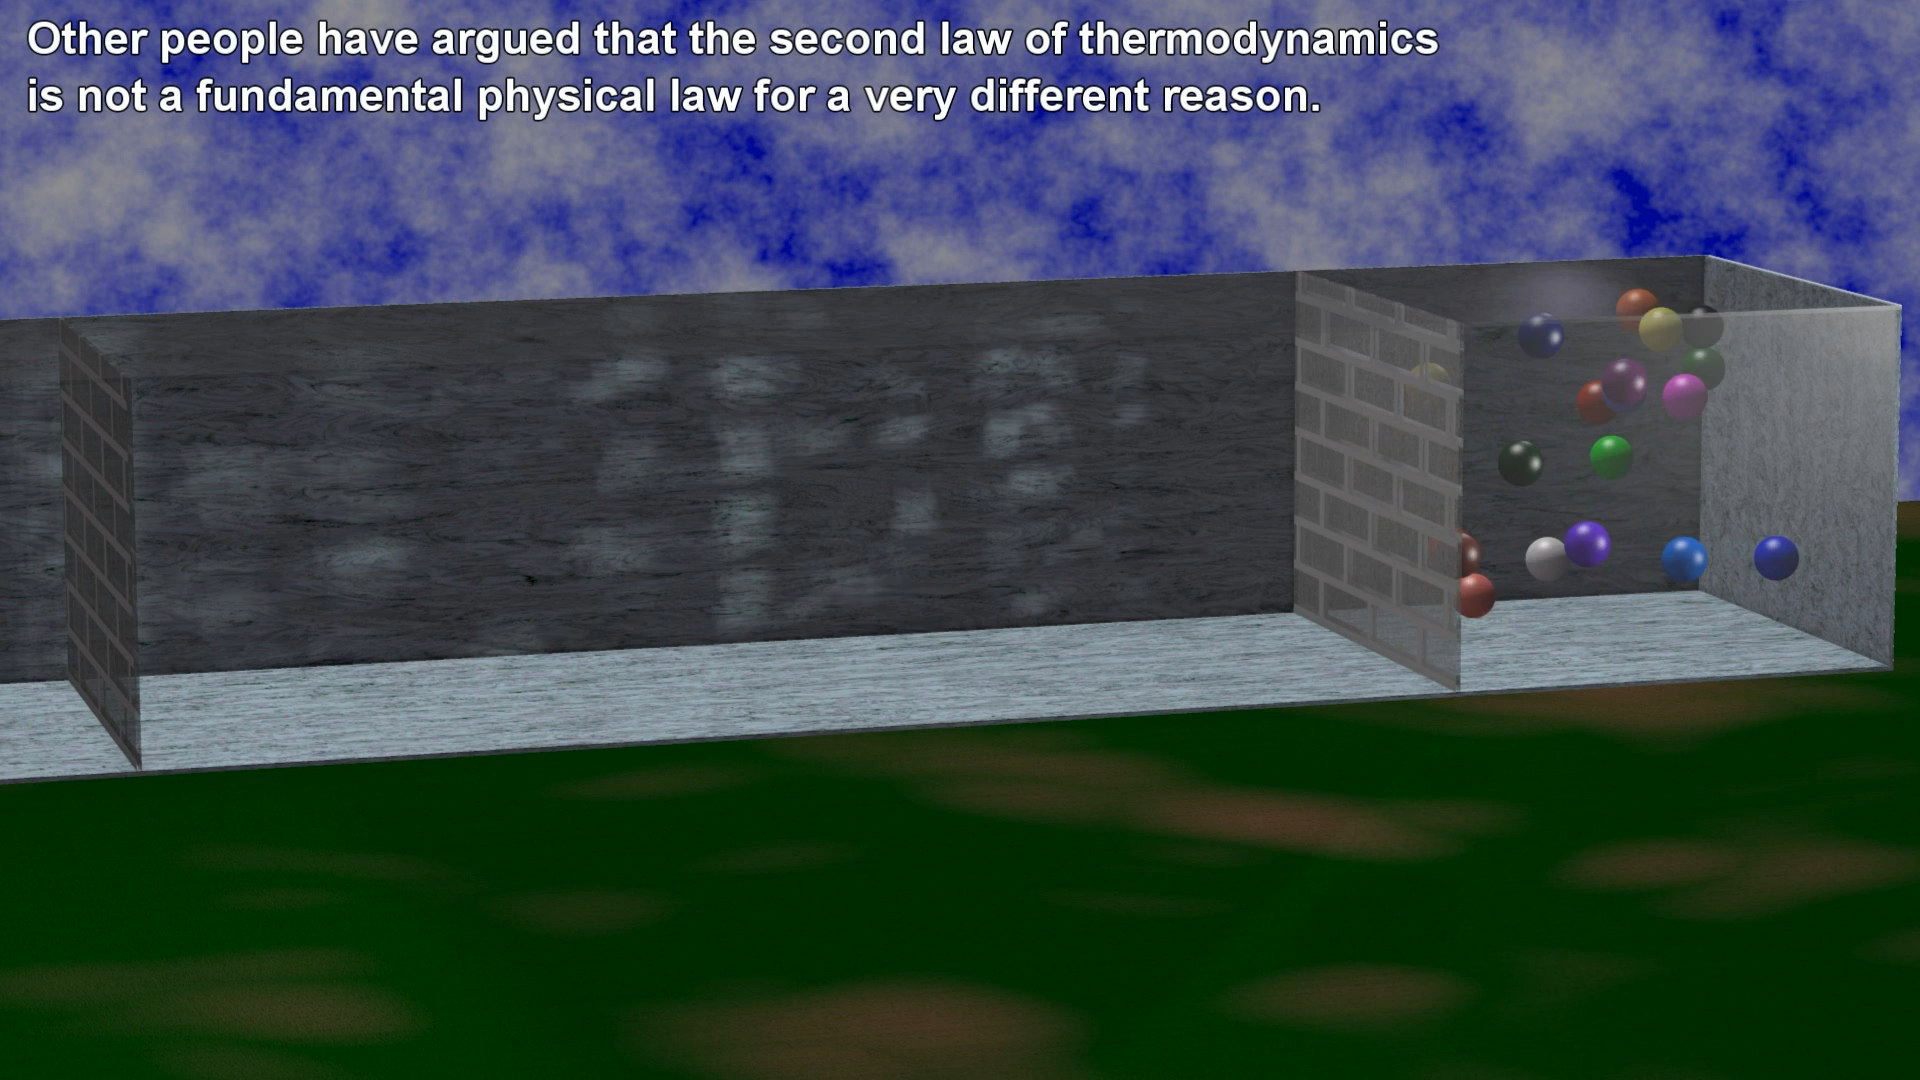 Other people have argued that the second law of thermodynamics
is not a fundamental physical law for a very different reason.